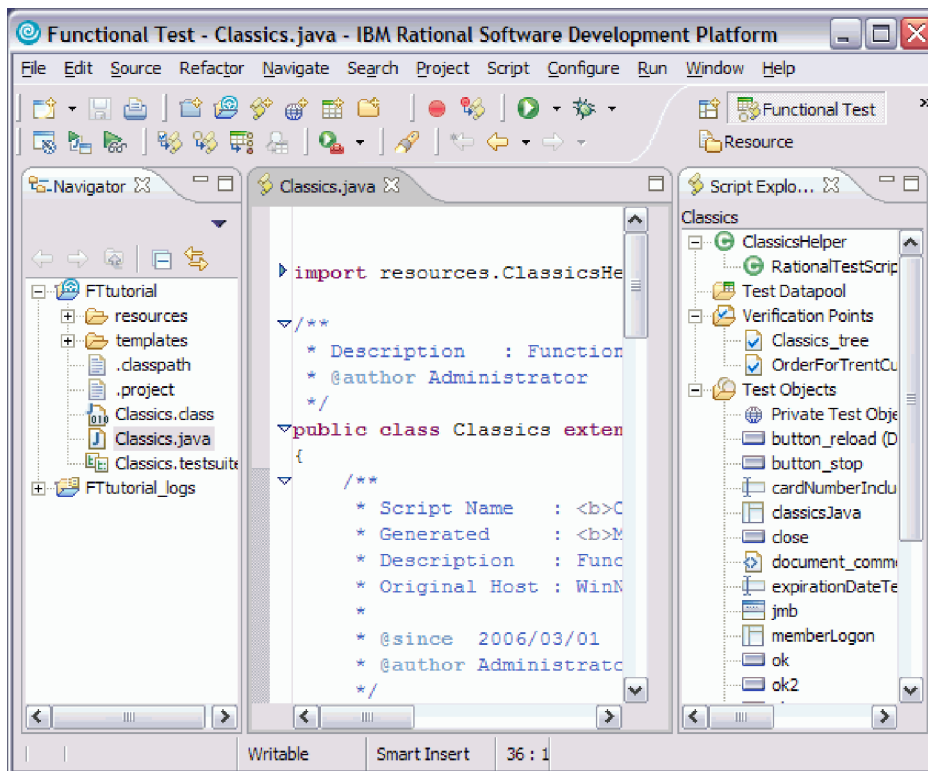 Functional Test - Classics.java - IBM Rational Software Development Platform
File Edit Source Refactor Navigate Search Project Script Configure Run Window Help
Functional Test
»
Resource
Navigator
FTtutorial
resources
templates
.classpath
.project
Classics.class
Classics.java
Classics.testsuite
FTtutorial_logs
Classics.java
import resources.ClassicsHe
/**
* Description : Function
* @author Administrator
*/
public class Classics exten
{
/**
* Script Name : <b>C
* Generated : <b>M
* Description : Func
* Original Host : WinN
*
* @since 2006/03/01
* @author Administrato
*/
Script Explo...
Classics
ClassicsHelper
RationalTestScrip
Test Datapool
Verification Points
Classics_tree
OrderForTrentCu
Test Objects
Private Test Obje
button_reload (D
button_stop
cardNumberInclu
classicsJava
close
document_comme
expirationDateTe
jmb
memberLogon
ok
ok2
Writable Smart Insert 36 : 1